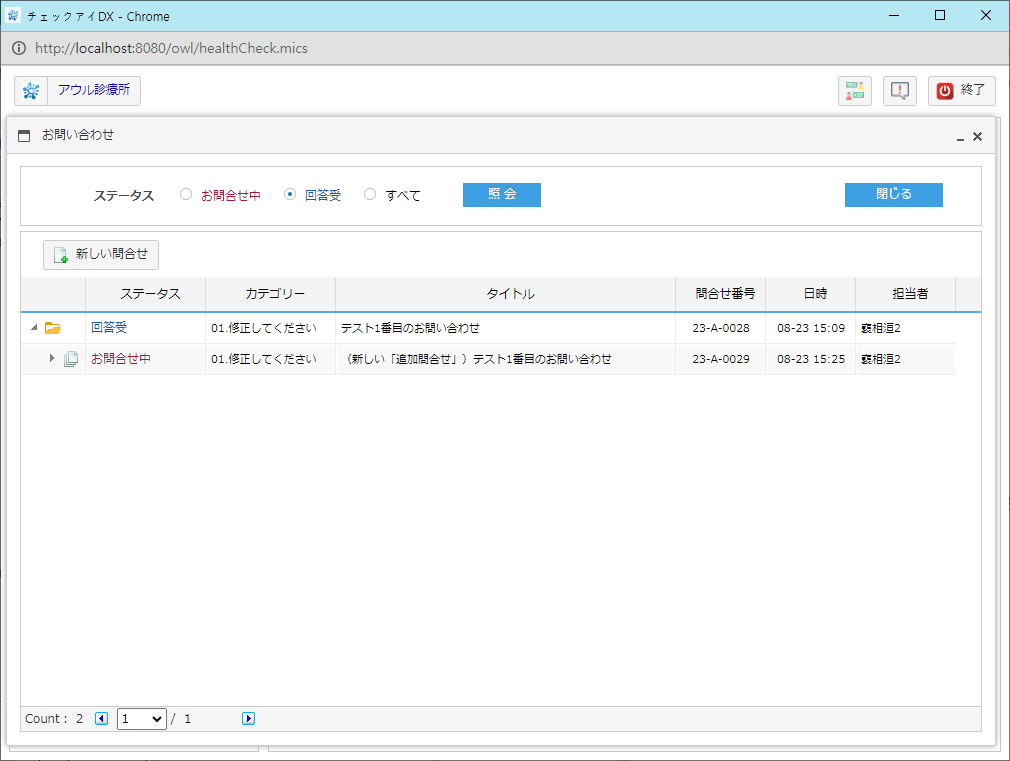 チェックアイDX - Chrome
http://localhost:8080/owl/healthCheck.mics
アウル診療所 終了
お問い合わせ
ステータス お問合せ中 回答受 すべて 照 会 閉じる
新しい問合せ
ステータス カテゴリー タイトル 問合せ番号 日時 担当者
回答受 01.修正してください テスト1番目のお問い合わせ 23-A-0028 08-23 15:09 襄相洹2
お問合せ中 01.修正してください （新しい「追加問合せ」）テスト1番目のお問い合わせ 23-A-0029 08-23 15:25 襄相洹2
Count : 2 1 / 1